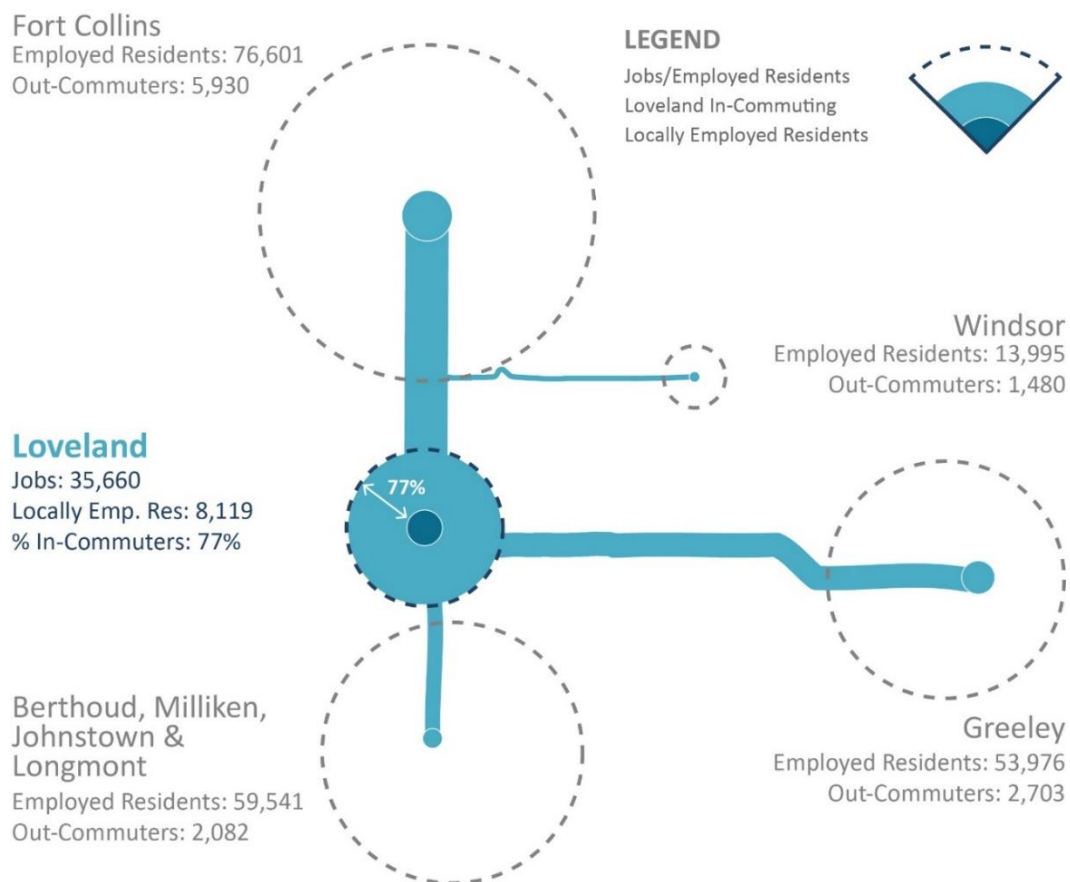 Fort Collins
Employed Residents: 76,601
Out-Commuters: 5,930
LEGEND
Jobs/Employed Residents
Loveland In-Commuting
Locally Employed Residents
Windsor
Employed Residents: 13,995
Out-Commuters: 1,480
Loveland
Jobs: 35,660
Locally Emp. Res: 8,119
% In-Commuters: 77%
77%
Berthoud, Milliken,
Johnstown &
Longmont
Employed Residents: 59,541
Out-Commuters: 2,082
Greeley
Employed Residents: 53,976
Out-Commuters: 2,703